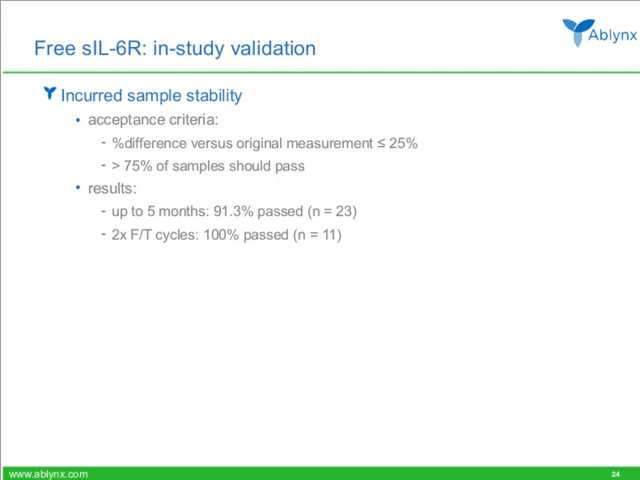 Ablynx
Free sIL-6R: in-study validation
Incurred sample stability
• acceptance criteria:
- %difference versus original measurement ≤ 25%
- > 75% of samples should pass
• results:
- up to 5 months: 91.3% passed (n = 23)
- 2x F/T cycles: 100% passed (n = 11)
www.ablynx.com
24